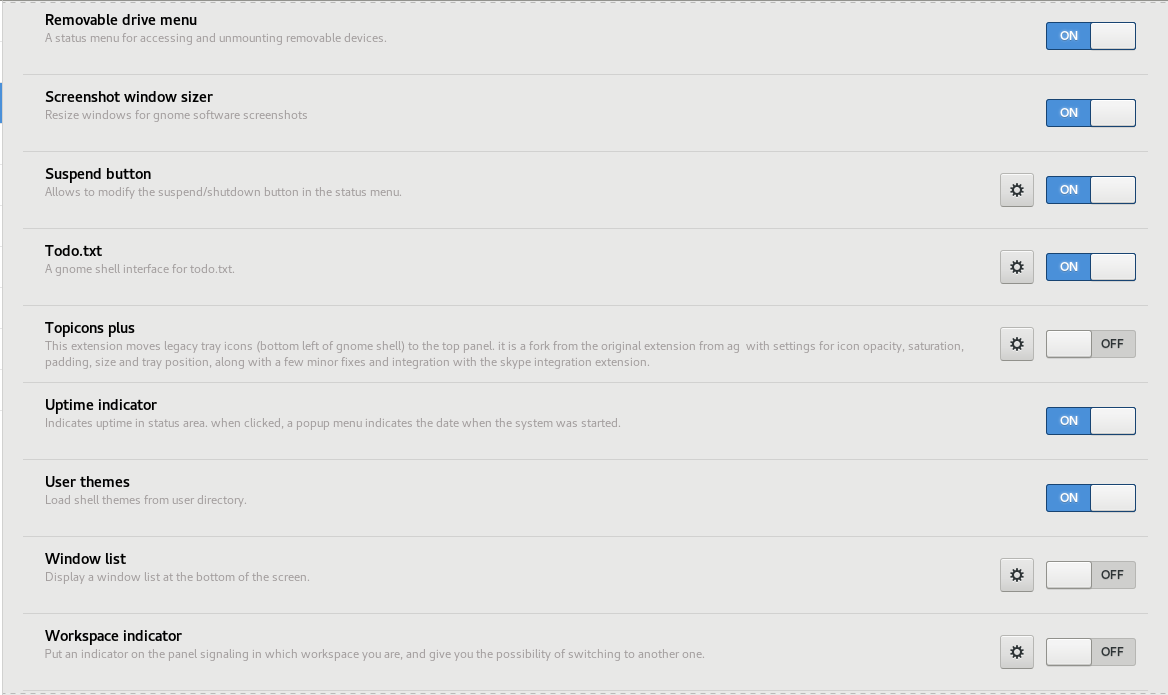 Removable drive menu
A status menu for accessing and unmounting removable devices.
ON
Screenshot window sizer
Resize windows for gnome software screenshots
ON
Suspend button
Allows to modify the suspend/shutdown button in the status menu.
ON
Todo.txt
A gnome shell interface for todo.txt.
ON
Topicons plus
This extension moves legacy tray icons (bottom left of gnome shell) to the top panel. it is a fork from the original extension from ag  with settings for icon opacity, saturation,
padding, size and tray position, along with a few minor fixes and integration with the skype integration extension.
OFF
Uptime indicator
Indicates uptime in status area. when clicked, a popup menu indicates the date when the system was started.
ON
User themes
Load shell themes from user directory.
ON
Window list
Display a window list at the bottom of the screen.
OFF
Workspace indicator
Put an indicator on the panel signaling in which workspace you are, and give you the possibility of switching to another one.
OFF